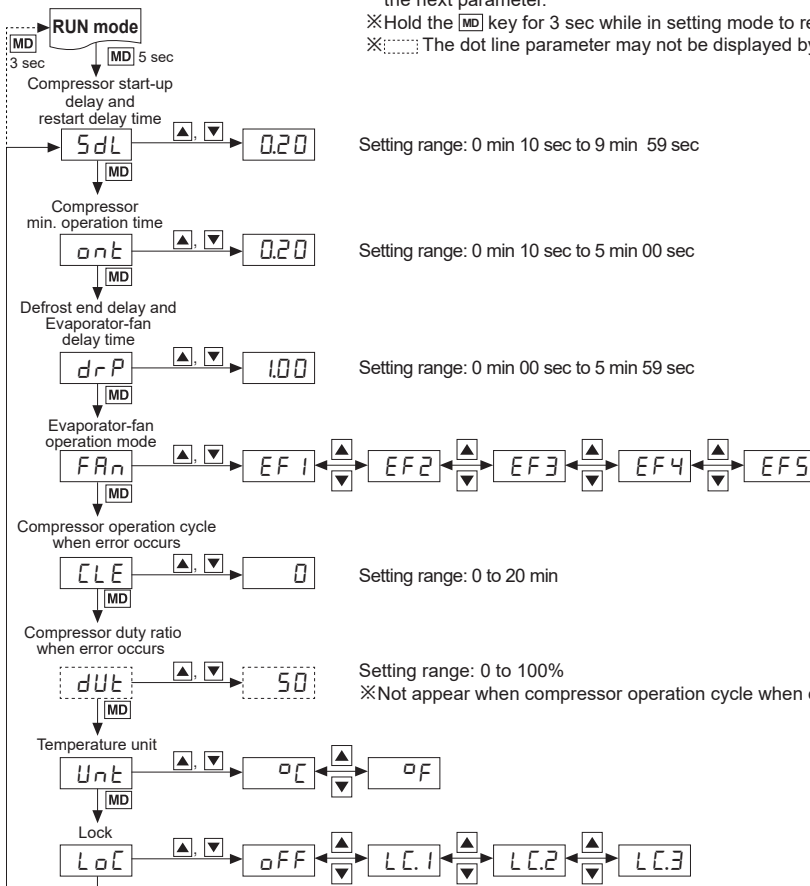 the next parameter.
※Hold the MD key for 3 sec while in setting mode to
※ The dot line parameter may not be displayed
RUN mode
MD
3 sec
MD 5 sec
Compressor start-up
delay and
restart delay time
SdL ▲, ▼ 0.20 Setting range: 0 min 10 sec to 9 min 59 sec
MD
Compressor
min. operation time
ont ▲, ▼ 0.20 Setting range: 0 min 10 sec to 5 min 00 sec
MD
Defrost end delay and
Evaporator-fan
delay time
drP ▲, ▼ 1.00 Setting range: 0 min 00 sec to 5 min 59 sec
MD
Evaporator-fan
operation mode
FAn ▲, ▼ EF1 ▲ ▼ EF2 ▲ ▼ EF3 ▲ ▼ EF4 ▲ ▼ EF5
MD
Compressor operation cycle
when error occurs
CLE ▲, ▼ 0 Setting range: 0 to 20 min
MD
Compressor duty ratio
when error occurs
dUt ▲, ▼ 50 Setting range: 0 to 100%
※Not appear when compressor operation cycle when
MD
Temperature unit
Unt ▲, ▼ °C ▲ ▼ °F
MD
Lock
LoC ▲, ▼ oFF ▲ ▼ LC.1 ▲ ▼ LC.2 ▲ ▼ LC.3